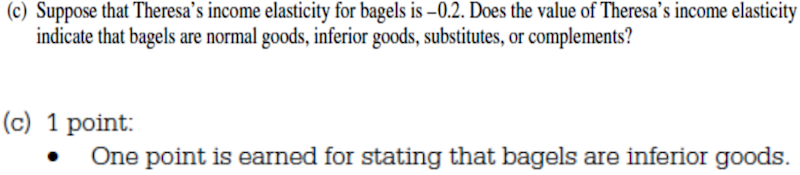 (c) Suppose that Theresa's income elasticity for bagels is –0.2. Does the value of Theresa's income elasticity
indicate that bagels are normal goods, inferior goods, substitutes, or complements?
(c) 1 point:
• One point is earned for stating that bagels are inferior goods.